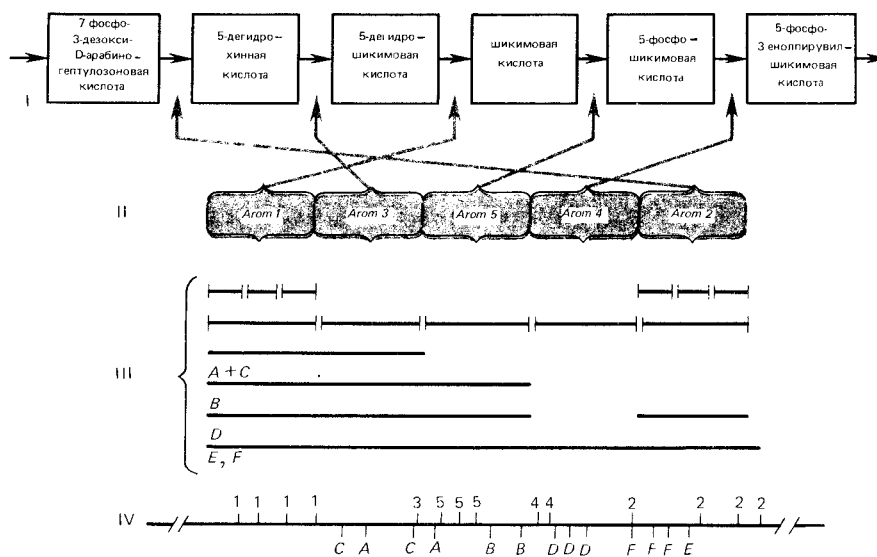 7 фосфо-
3-дезокси-
D-арабино-
гептулозоновая
кислота
5-дегидро-
хинная
кислота
5-дегидро-
шикимовая
кислота
шикимовая
кислота
5-фосфо-
шикимовая
кислота
5-фосфо-
3 енолпирувил-
шикимовая
кислота
I
II
Arom 1
Arom 3
Arom 5
Arom 4
Arom 2
III
A + C
B
D
E, F
IV
1 1 1 1 3 5 5 5 4 4 2 2 2 2
C A C A B B D D D F F F E